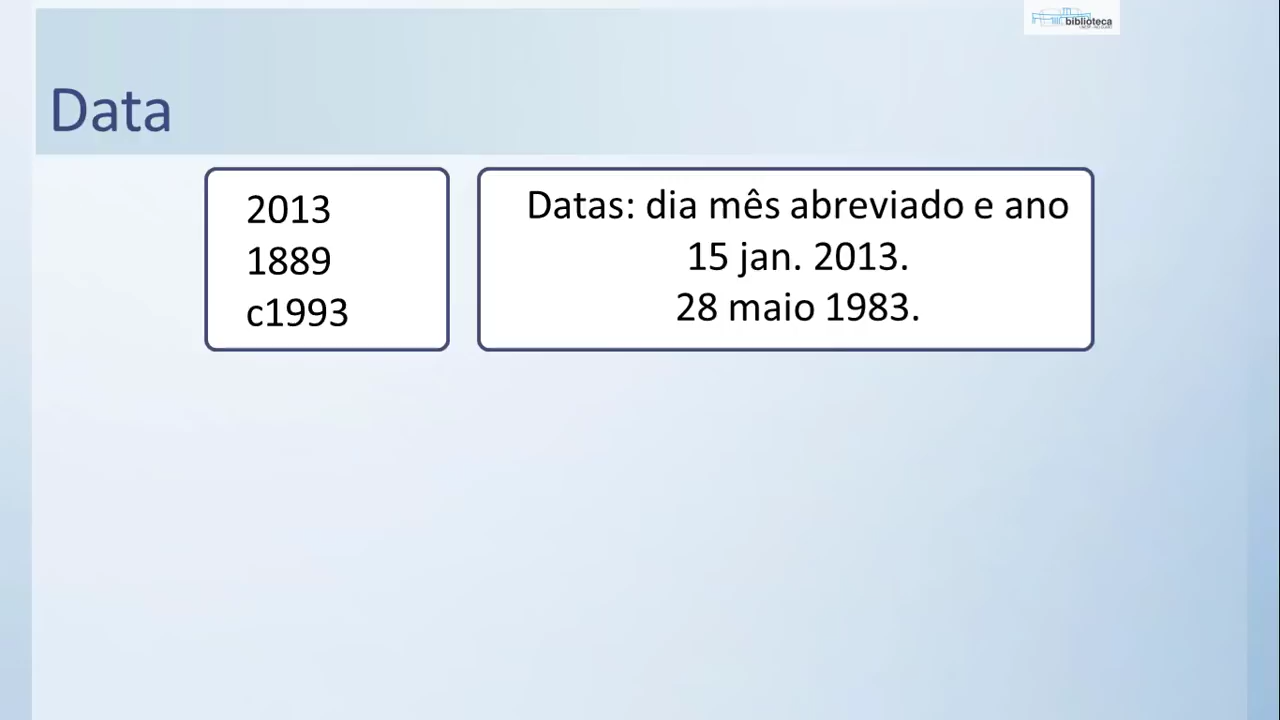 biblioteca
Data
2013
1889
c1993
Datas: dia mês abreviado e ano
15 jan. 2013.
28 maio 1983.